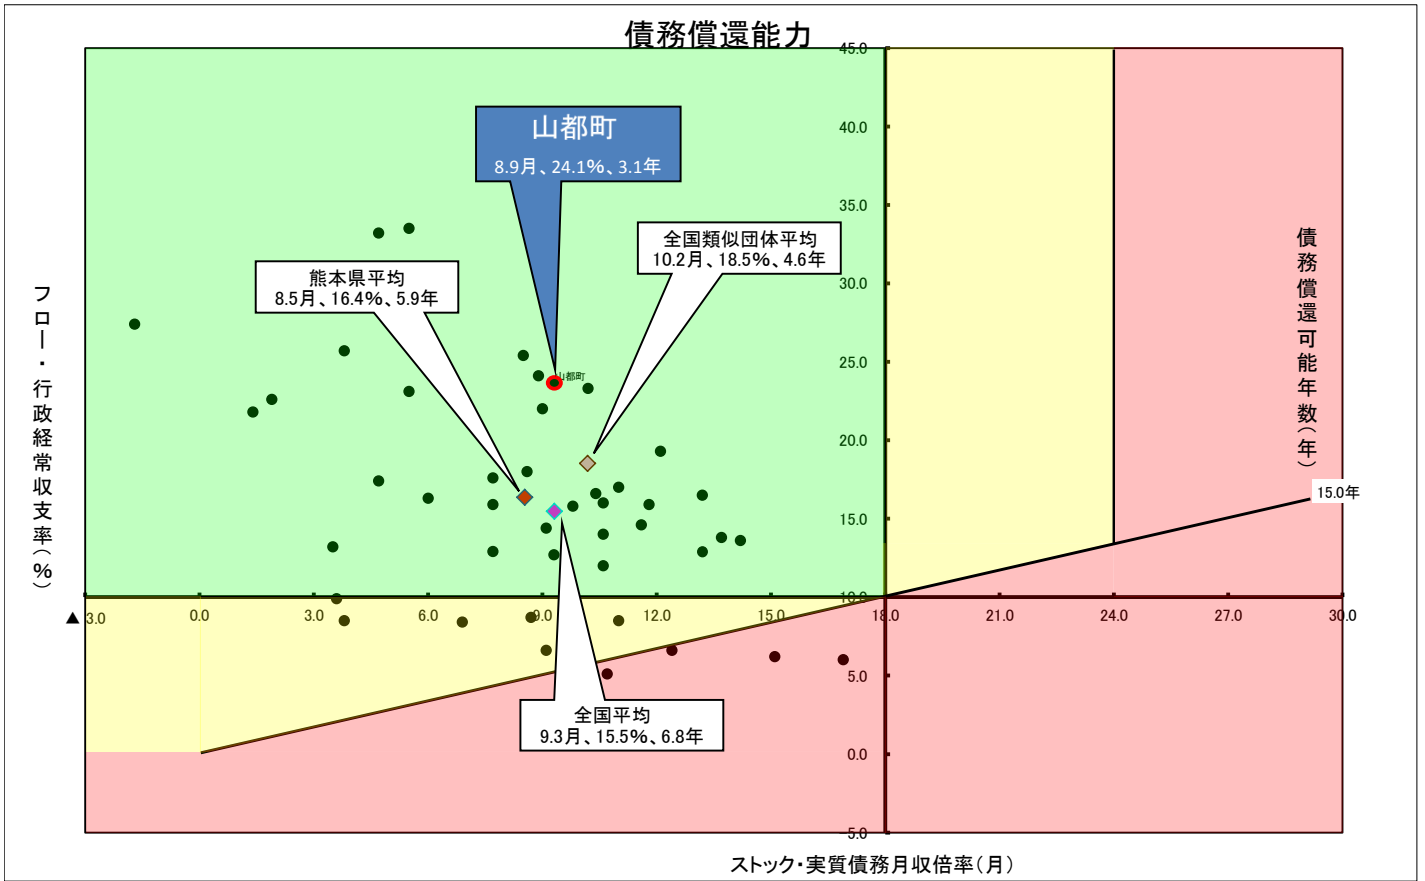 債務償還能力
45.0
山都町
8.9月、24.1%、3.1年
40.0
35.0
全国類似団体平均
10.2月、18.5%、4.6年
熊本県平均
8.5月、16.4%、5.9年
30.0
25.0
山都町
20.0
15.0
債務償還可能年数（年）
15.0年
フロー・行政経常収支率（%）
10.0
▲ 3.0
0.0
3.0
6.0
9.0
12.0
15.0
18.0
21.0
24.0
27.0
30.0
5.0
全国平均
9.3月、15.5%、6.8年
0.0
-5.0
ストック・実質債務月収倍率（月）